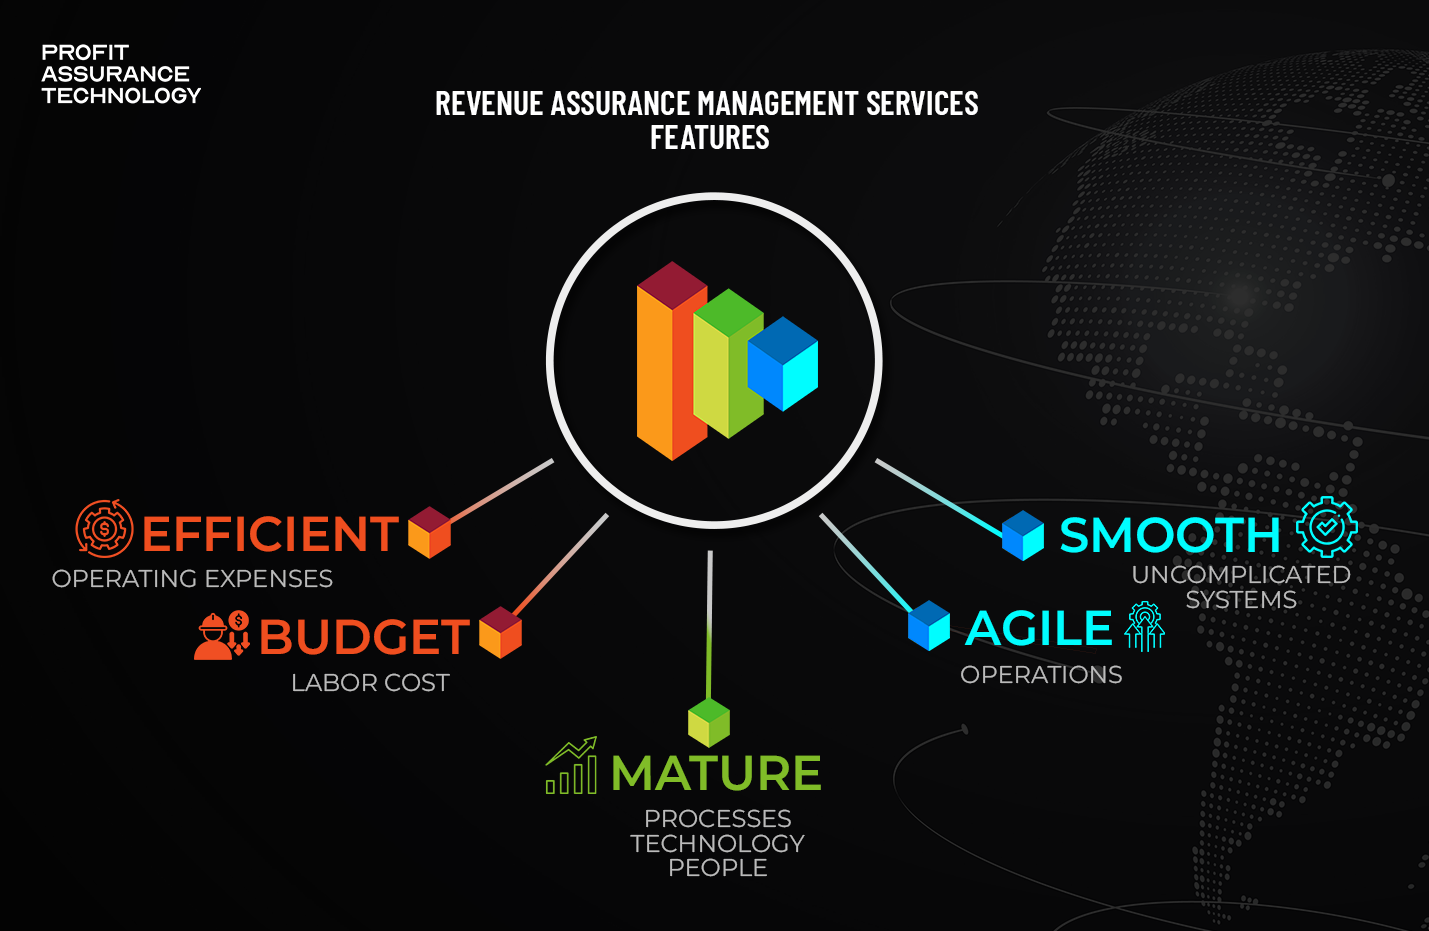 PROFIT
ASSURANCE
TECHNOLOGY
REVENUE ASSURANCE MANAGEMENT SERVICES
FEATURES
EFFICIENT
OPERATING EXPENSES
BUDGET
LABOR COST
MATURE
PROCESSES
TECHNOLOGY
PEOPLE
AGILE
OPERATIONS
SMOOTH
UNCOMPLICATED
SYSTEMS